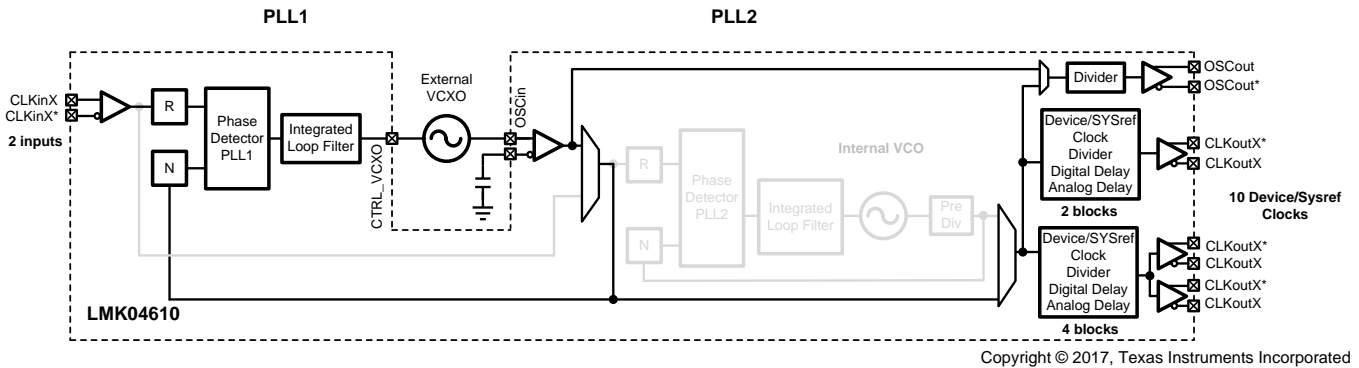 PLL1
PLL2
CLKinX
CLKinX*
2 inputs
R
N
Phase
Detector
PLL1
Integrated
Loop Filter
CTRL_VCXO
External
VCXO
OSCin
R
N
Phase
Detector
PLL2
Integrated
Loop Filter
Internal VCO
Pre
Div
Divider
OSCout
OSCout*
Device/SYSref
Clock
Divider
Digital Delay
Analog Delay
2 blocks
CLKoutX*
CLKoutX
10 Device/Sysref
Clocks
Device/SYSref
Clock
Divider
Digital Delay
Analog Delay
4 blocks
CLKoutX*
CLKoutX
CLKoutX*
CLKoutX
LMK04610
Copyright © 2017, Texas Instruments Incorporated